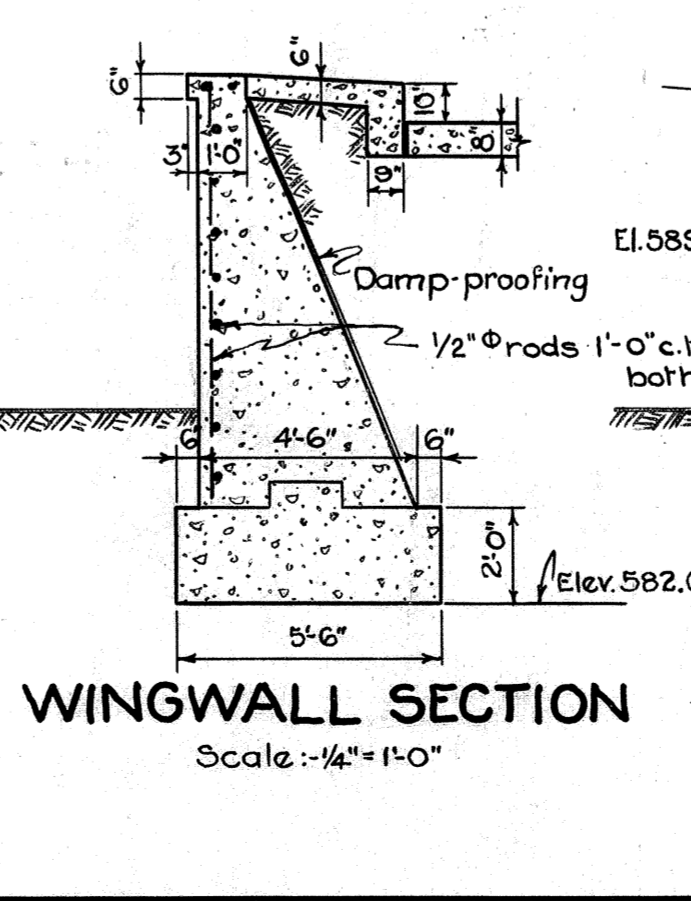 6"
6"
10"
8"
3"
1'-0"
9"
El.58
Damp-proofing
1/2"Φ rods 1'-0" c.
both
6"
4'-6"
6"
2'-0"
Elev. 582.
5'-6"
WINGWALL SECTION
Scale:-1/4"=1'-0"